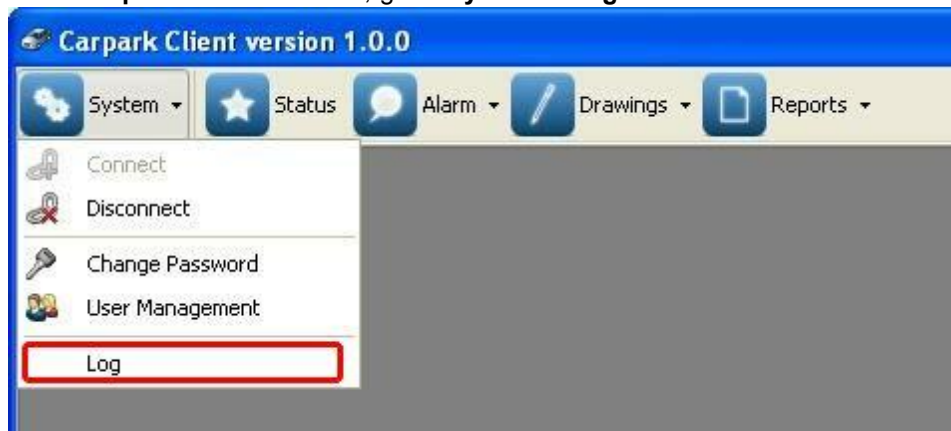 Carpark Client version 1.0.0
System Status Alarm Drawings Reports
Connect
Disconnect
Change Password
User Management
Log